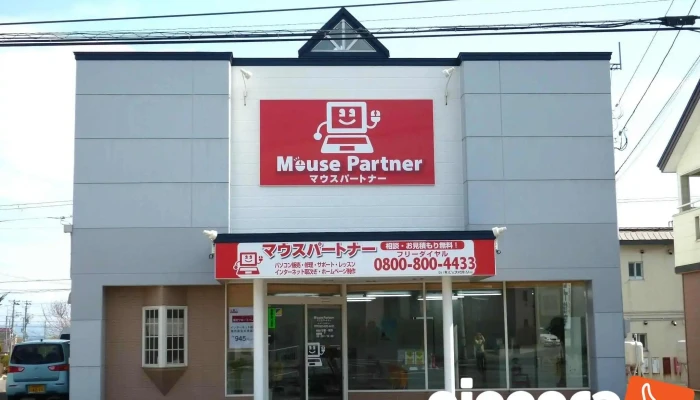 Mouse Partner
マウスパートナー
マウスパートナー
相談・お見積もり無料！
フリーダイヤル
パソコン販売・修理・サポート・レッスン
インターネット取次ぎ・ホームページ制作
0800-800-4433
945